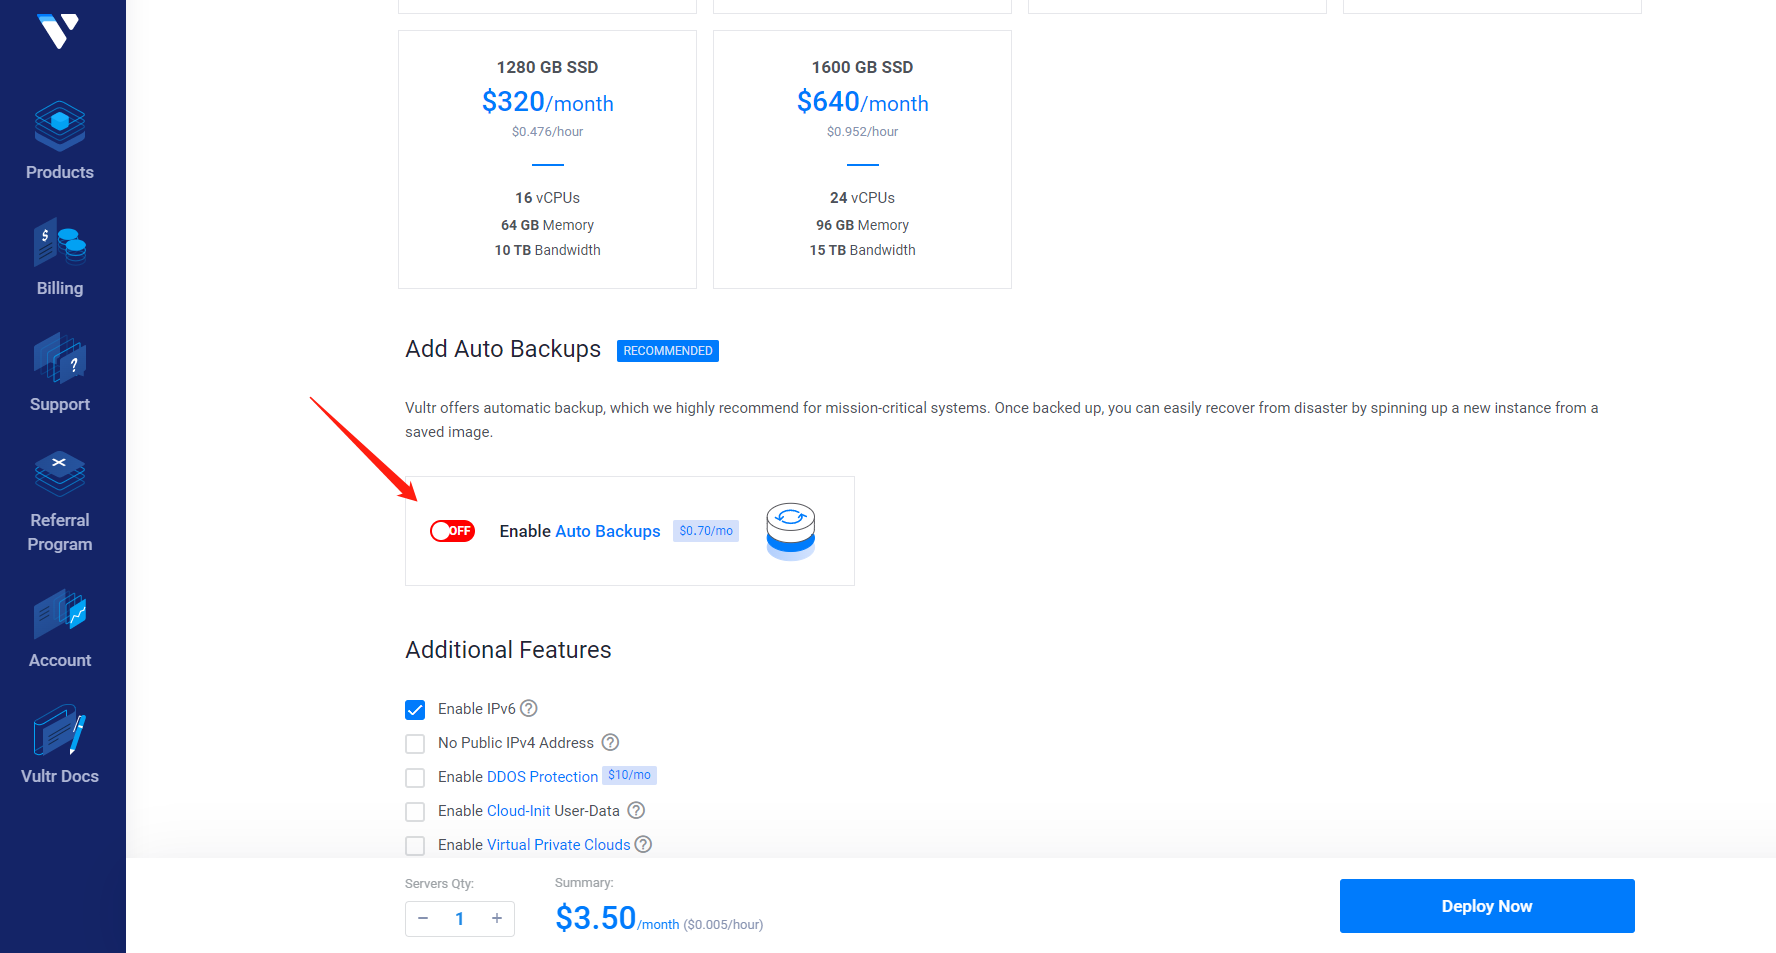 Products
Billing
Support
Referral
Program
Account
Vultr Docs
1280 GB SSD
$320/month
$0.476/hour
16 vCPUs
64 GB Memory
10 TB Bandwidth
1600 GB SSD
$640/month
$0.952/hour
24 vCPUs
96 GB Memory
15 TB Bandwidth
Add Auto Backups RECOMMENDED
Vultr offers automatic backup, which we highly recommend for mission-critical systems. Once backed up, you can easily recover from disaster by spinning up a new instance from a
saved image.
OFF Enable Auto Backups $0.70/mo
Additional Features
Enable IPv6 ?
No Public IPv4 Address ?
Enable DDOS Protection $10/mo
Enable Cloud-Init User-Data ?
Enable Virtual Private Clouds ?
Servers Qty:
− 1 +
Summary:
$3.50/month ($0.005/hour)
Deploy Now